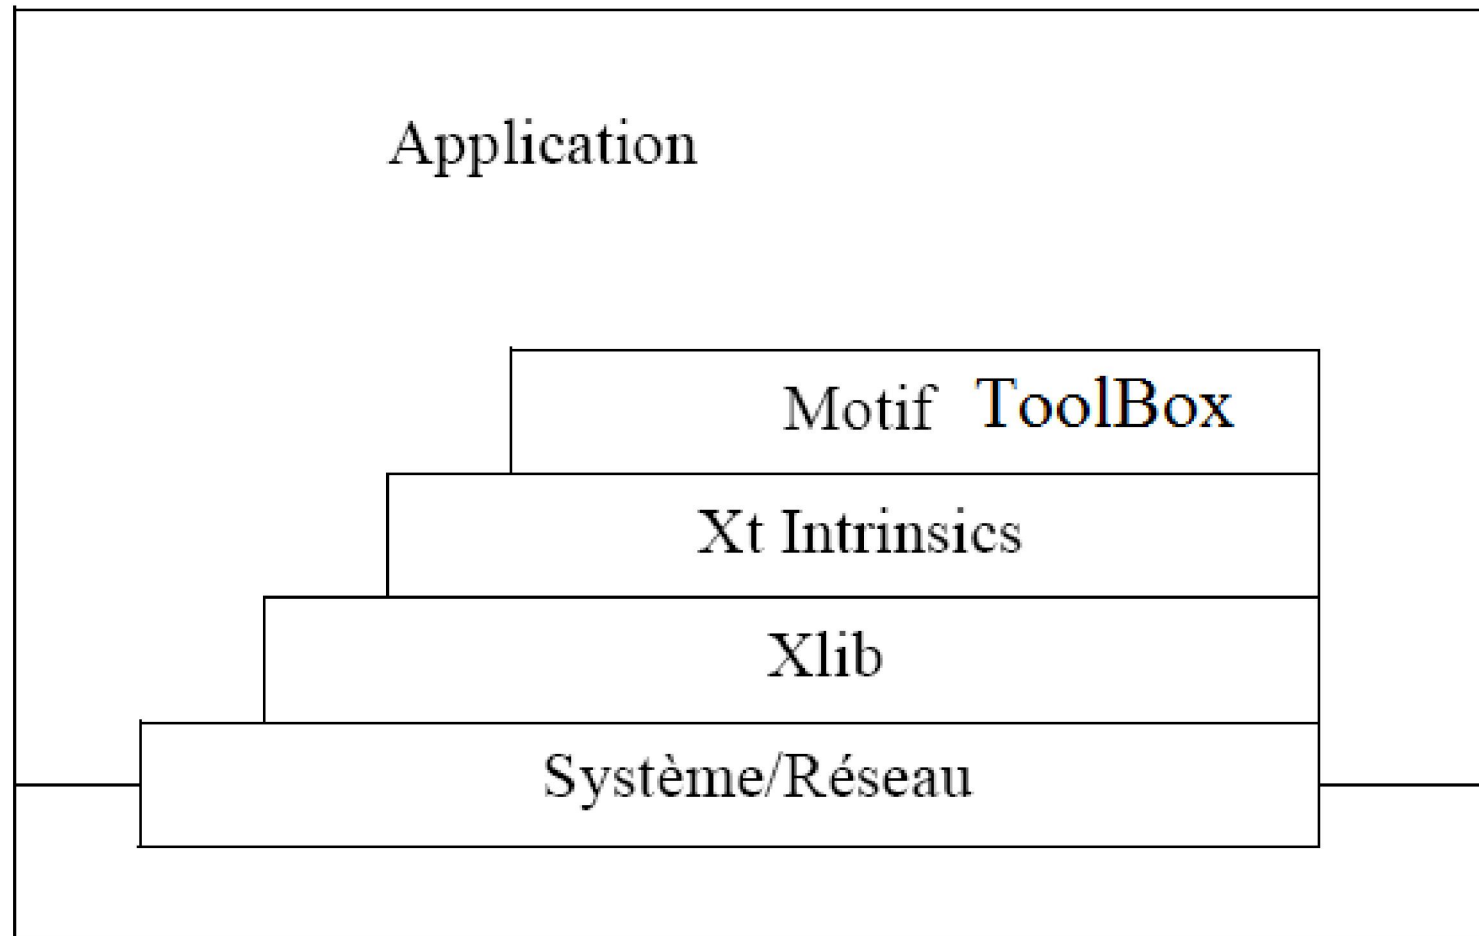 Application
Motif ToolBox
Xt Intrinsics
Xlib
Système/Réseau